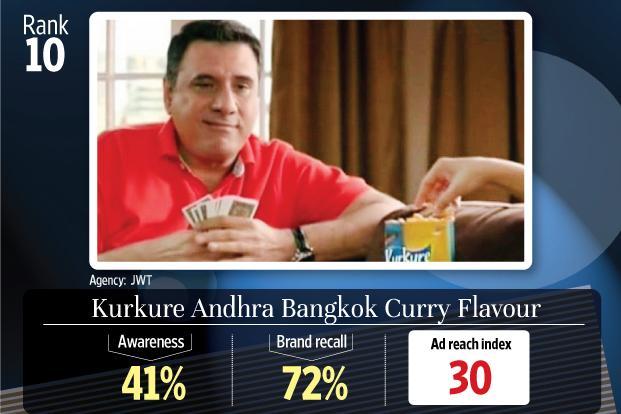 Rank
10
Kurkure
Agency: JWT
Kurkure Andhra Bangkok Curry Flavour
Awareness
41%
Brand recall
72%
Ad reach index
30